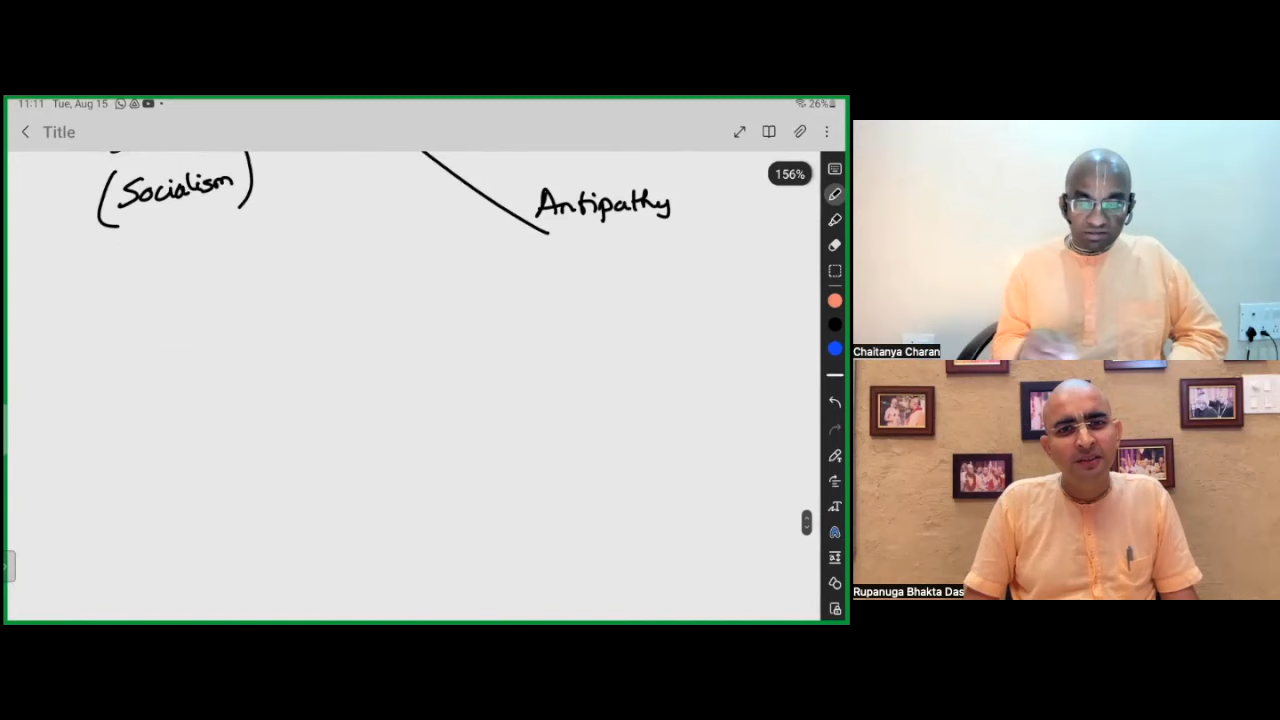 11:11 Tue, Aug 15
26%
Title
156%
(Socialism)
Antipathy
Chaitanya Charan
Rupanuga Bhakta Das